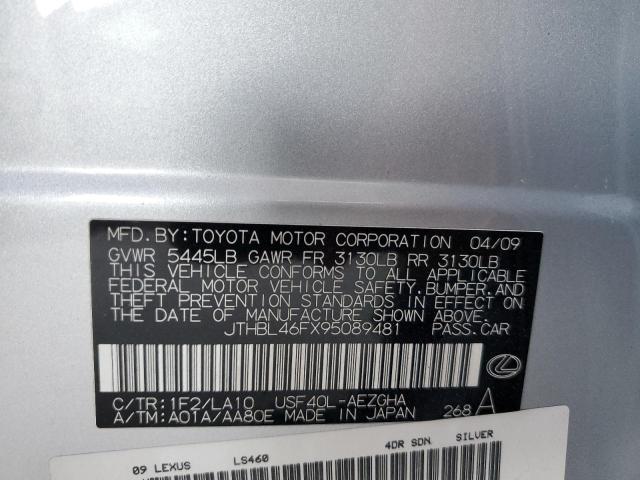 MFD. BY: TOYOTA MOTOR CORPORATION 04/09
GVWR 5445LB GAWR FR 3130LB RR 3130LB
THIS VEHICLE CONFORMS TO ALL APPLICABLE
FEDERAL MOTOR VEHICLE SAFETY, BUMPER, AND
THEFT PREVENTION STANDARDS IN EFFECT ON
THE DATE OF MANUFACTURE SHOWN ABOVE.
JTHBL46FX95089481 PASS.CAR
C/TR: 1F2/LA10 USF40L-AEZGHA
A/TM: A01A/AA80E MADE IN JAPAN 268 A
09 LEXUS LS460 4DR SDN. SILVER